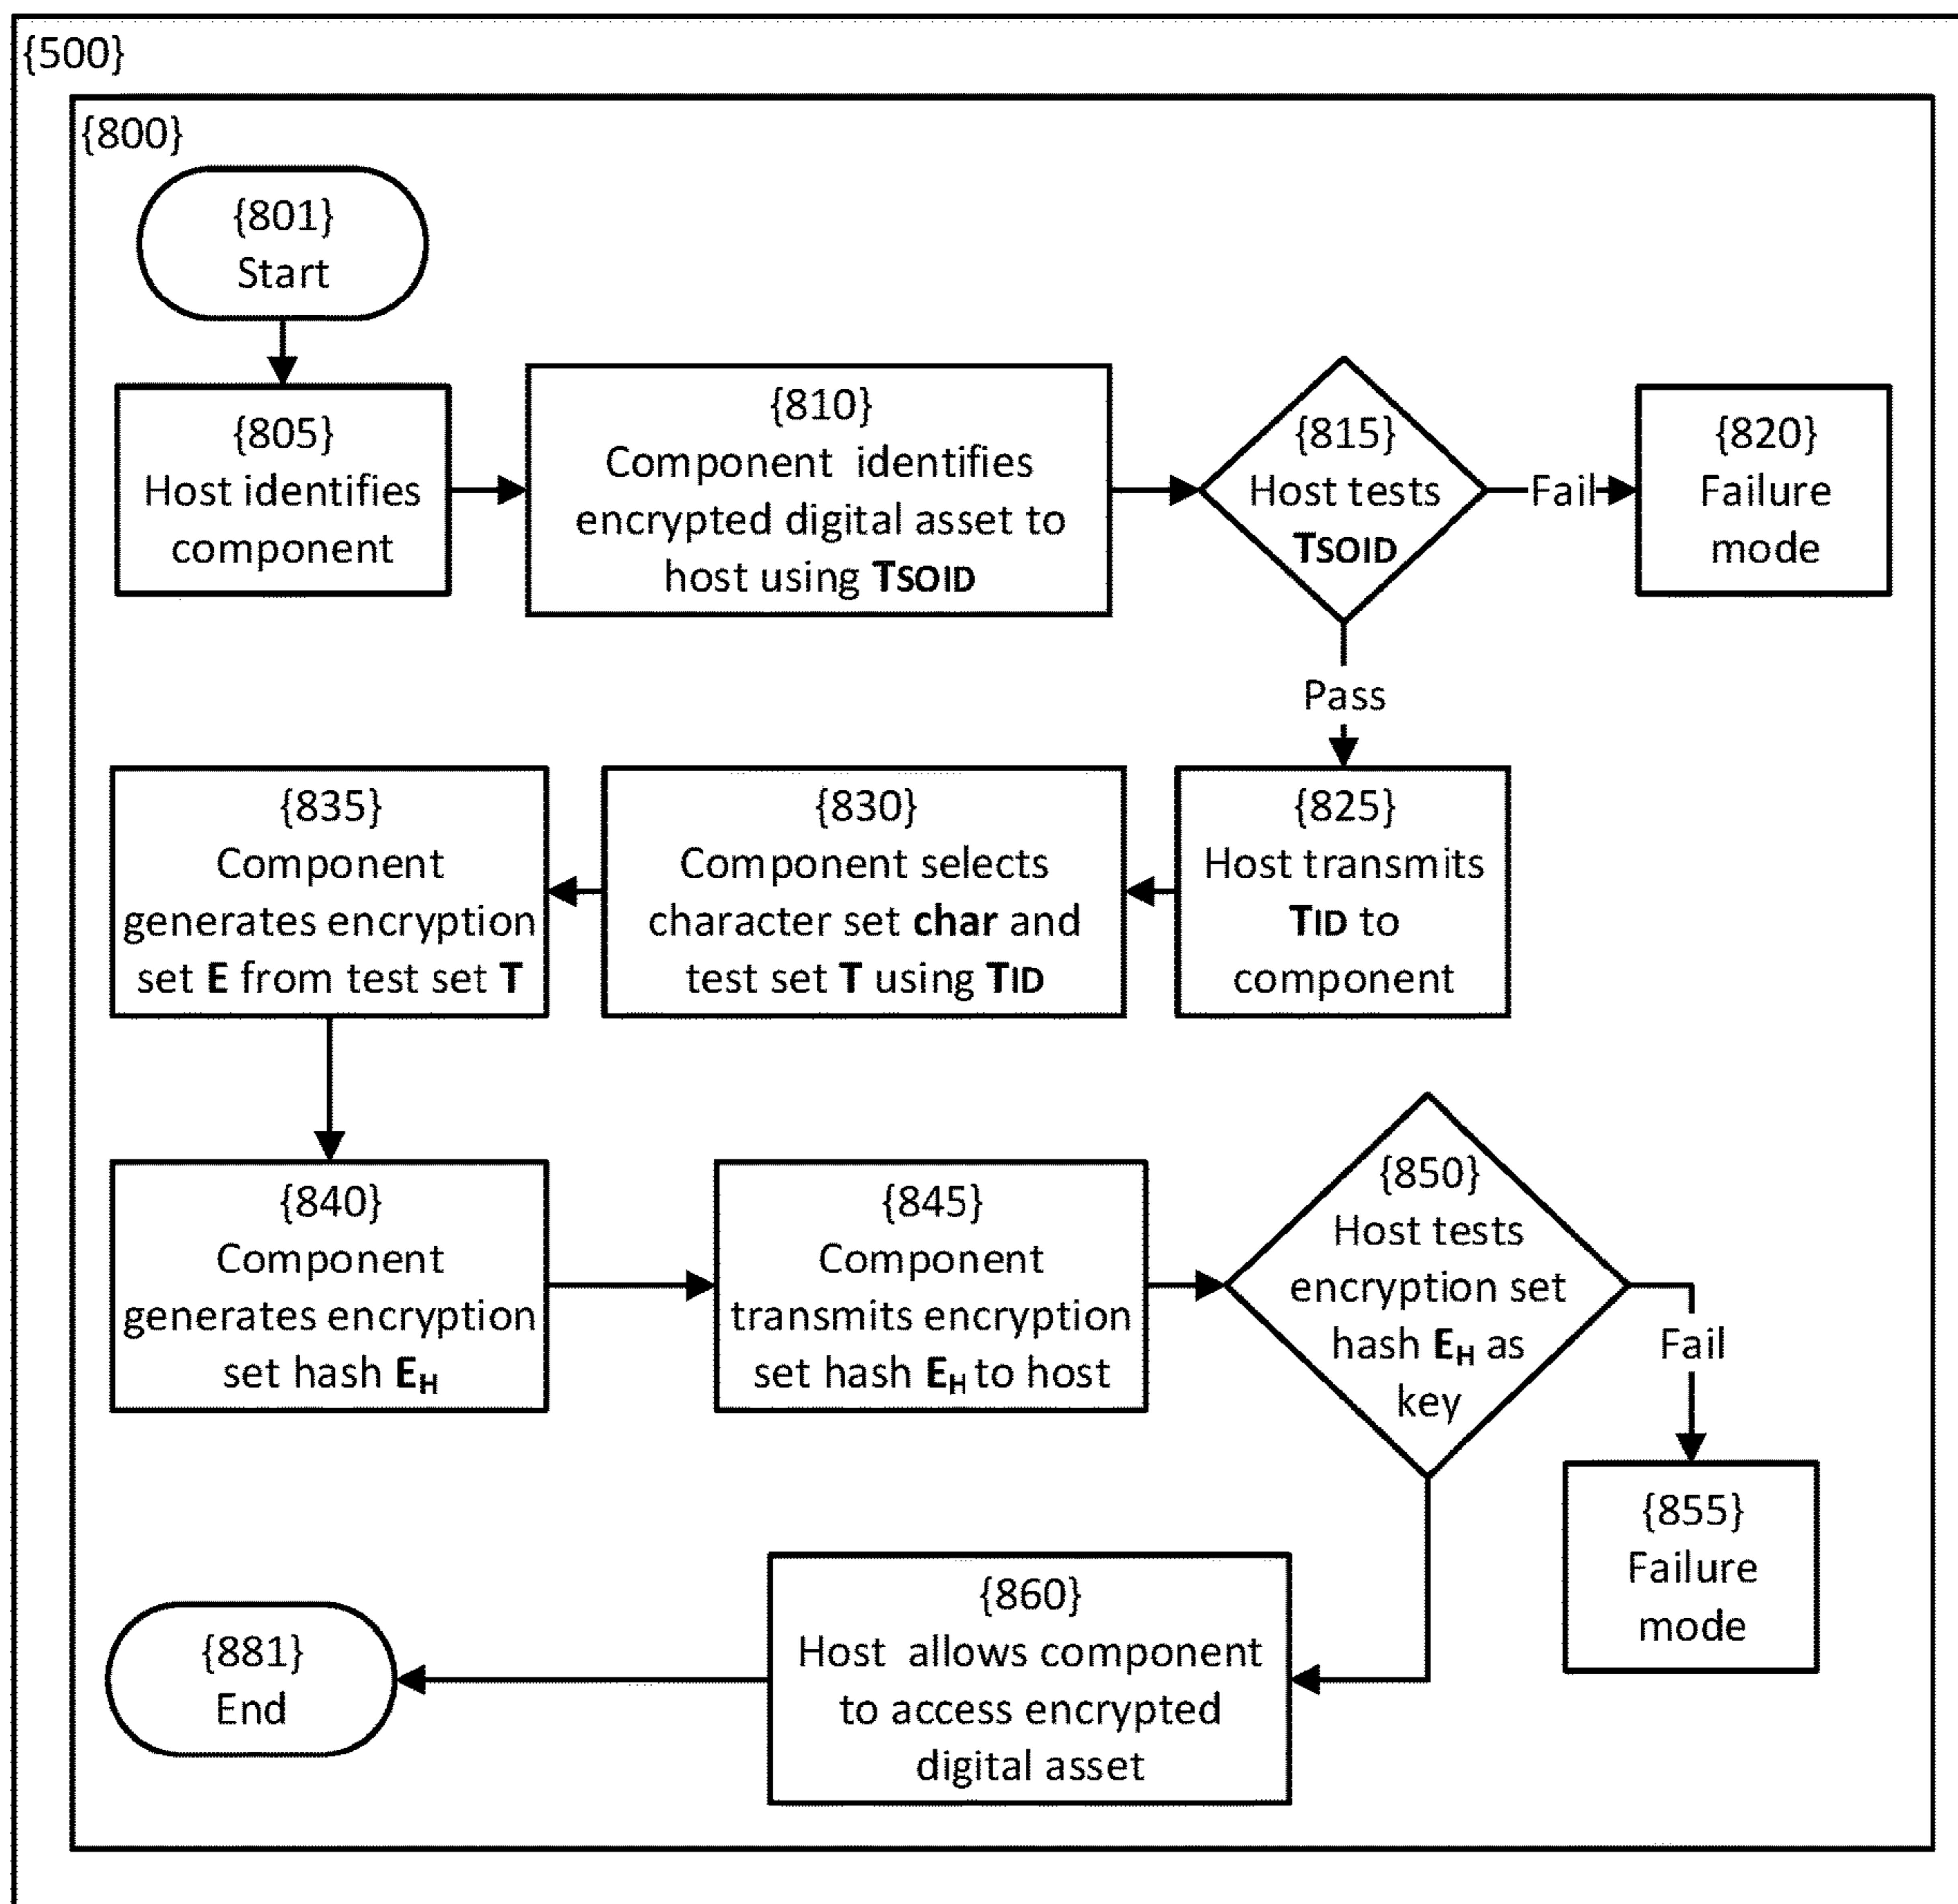 {500}
{800}
{801}
Start
{805}
Host identifies
component
{810}
Component identifies
encrypted digital asset to
host using TSOID
{815}
Host tests
TSOID
Fail
{820}
Failure
mode
Pass
{825}
Host transmits
TID to
component
{830}
Component selects
character set char and
test set T using TID
{835}
Component
generates encryption
set E from test set T
{840}
Component
generates encryption
set hash EH
{845}
Component
transmits encryption
set hash EH to host
{850}
Host tests
encryption set
hash EH as
key
Fail
{855}
Failure
mode
{860}
Host allows component
to access encrypted
digital asset
{881}
End